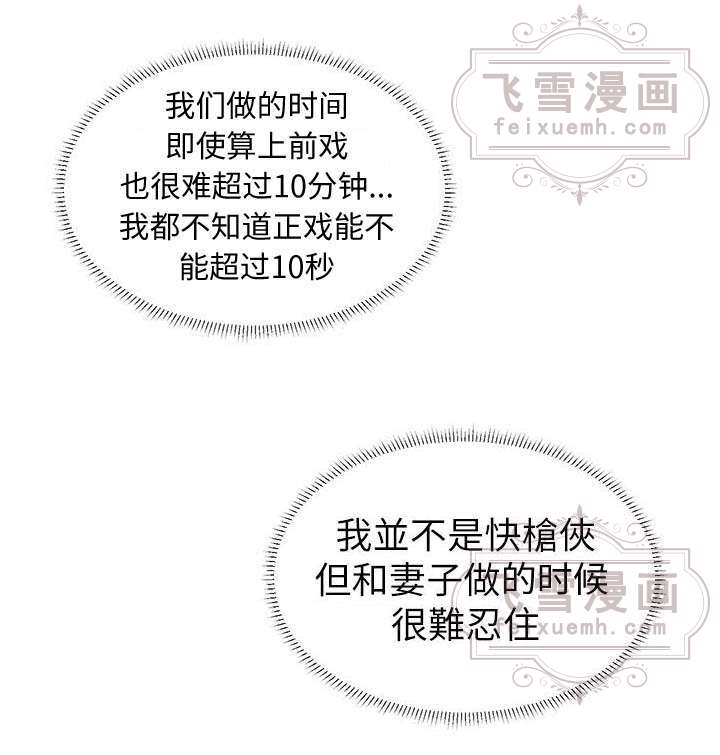 飞雪漫画
feixuemh.com
我们做的时间
即使算上前戏
也很难超过10分钟...
我都不知道正戏能不
能超过10秒
我並不是快槍俠
但和妻子做的时候
很難忍住
飞雪漫画
feixuemh.com